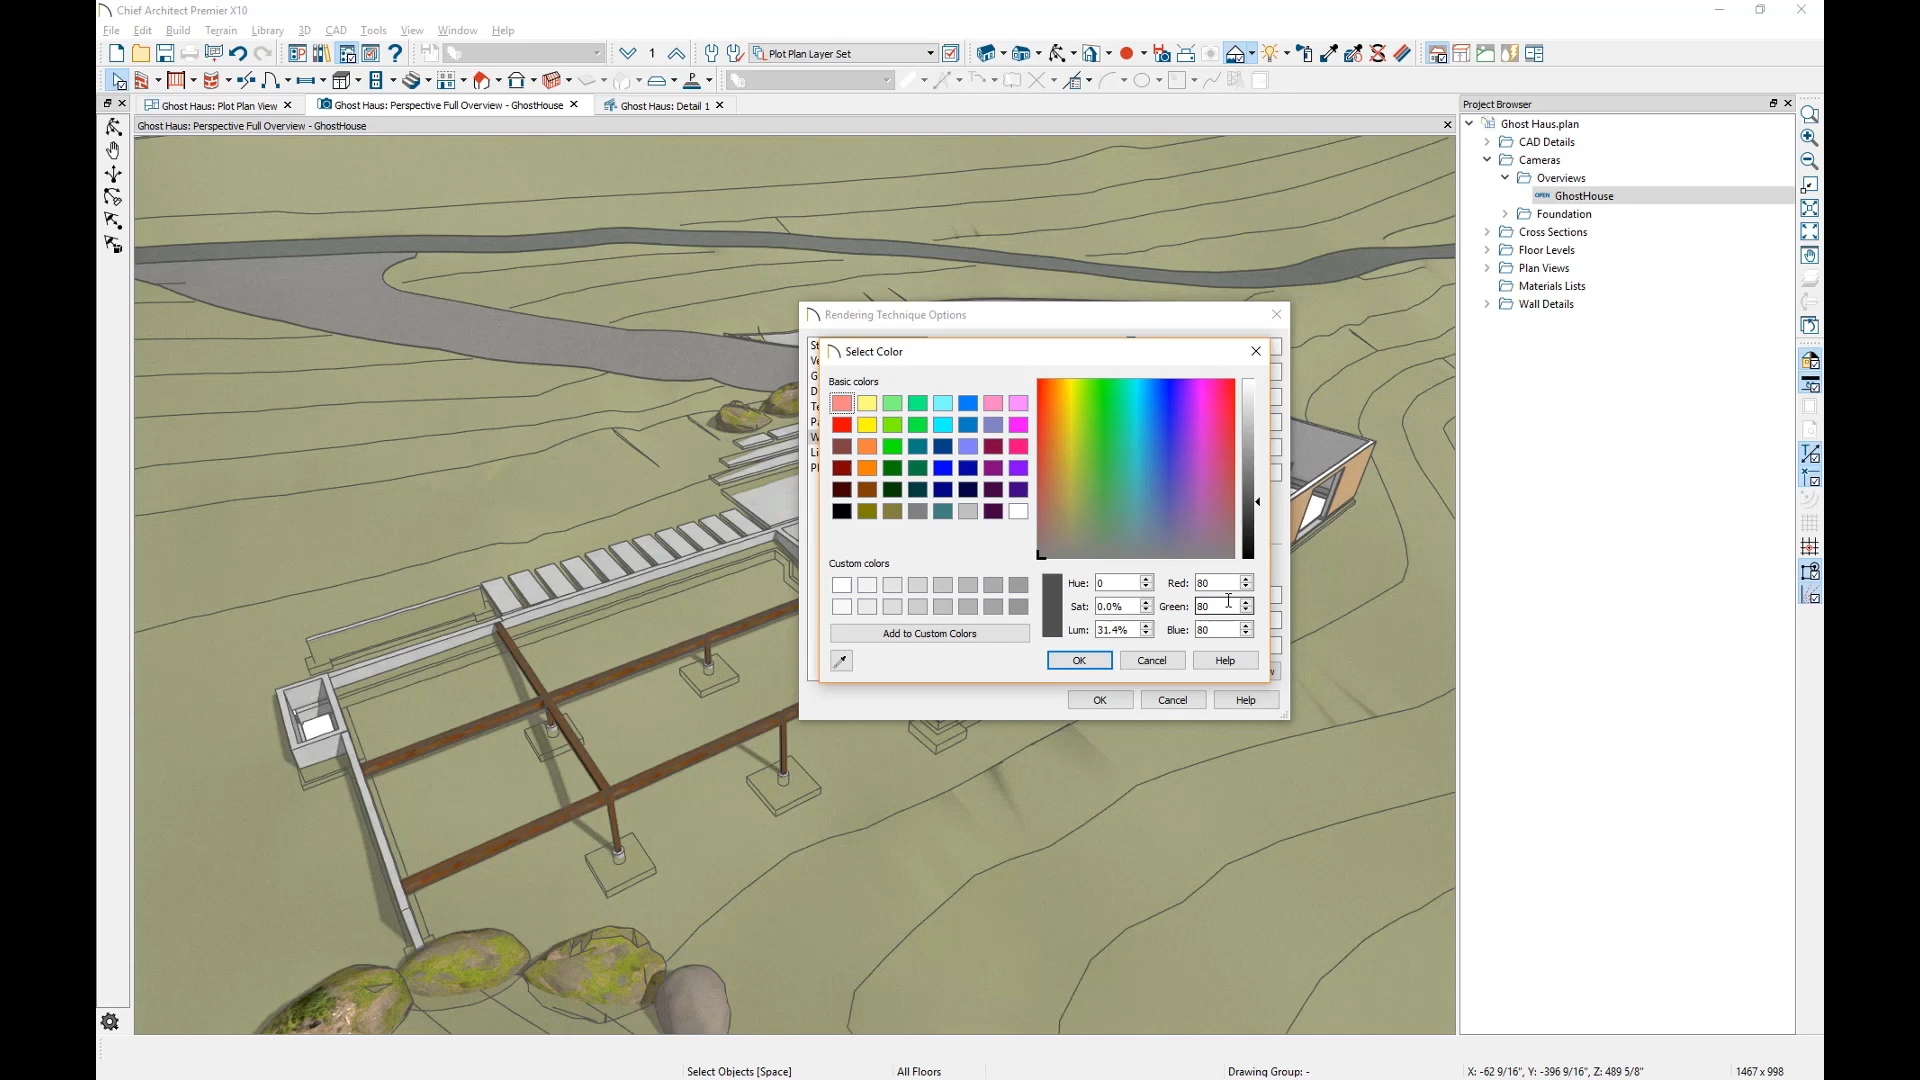 Chief Architect Premier X10
File Edit Build Terrain Library 3D CAD Tools View Window Help
1 Plot Plan Layer Set
Ghost Haus: Plot Plan View Ghost Haus: Perspective Full Overview - GhostHouse Ghost Haus: Detail 1
Ghost Haus: Perspective Full Overview - GhostHouse
Project Browser
Ghost Haus.plan
CAD Details
Cameras
Overviews
OPEN GhostHouse
Foundation
Cross Sections
Floor Levels
Plan Views
Materials Lists
Wall Details
Rendering Technique Options
Select Color
Basic colors
Custom colors
Hue: 0 Red: 80
Sat: 0.0% Green: 80
Lum: 31.4% Blue: 80
Add to Custom Colors
OK Cancel Help
OK Cancel Help
Select Objects [Space] All Floors Drawing Group: - X: -62 9/16", Y: -396 9/16", Z: 489 5/8" 1467 x 998